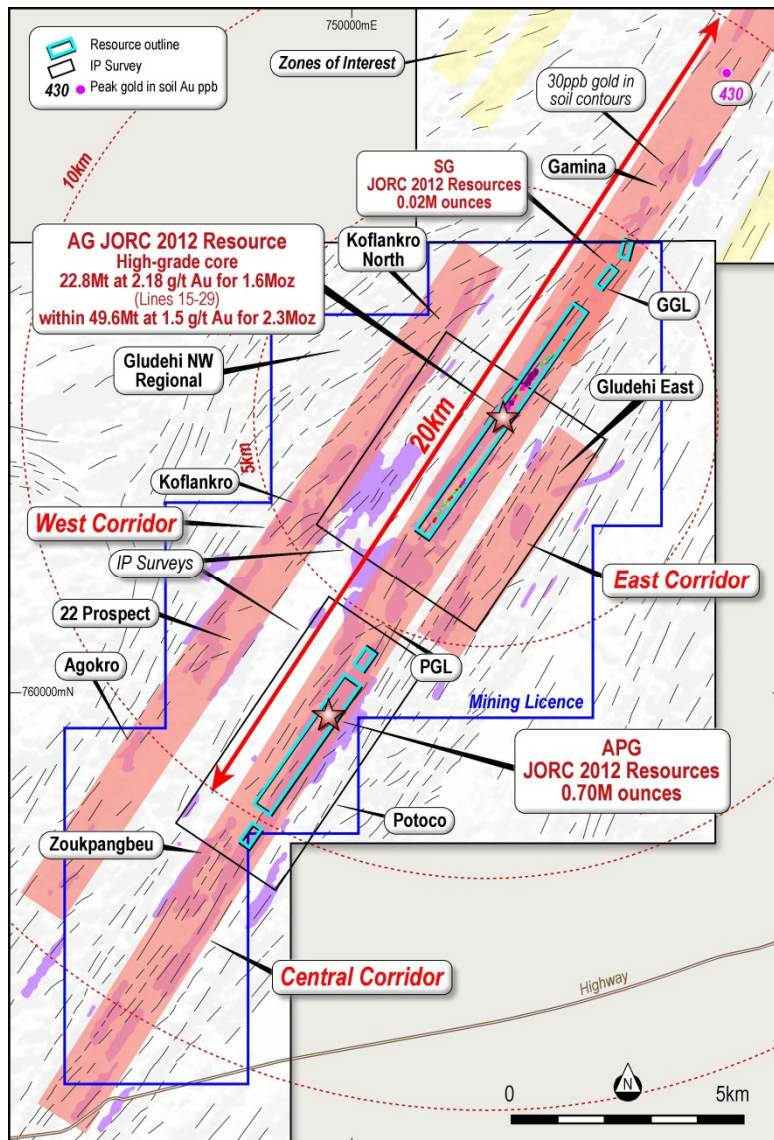 750000mE
Resource outline
IP Survey
430 Peak gold in soil Au ppb
Zones of Interest
30ppb gold in
soil contours
430
10km
SG
JORC 2012 Resources
0.02M ounces
Gamina
AG JORC 2012 Resource
High-grade core
22.8Mt at 2.18 g/t Au for 1.6Moz
(Lines 15-29)
within 49.6Mt at 1.5 g/t Au for 2.3Moz
Koflankro
North
GGL
Gludehi NW
Regional
Gludehi East
20km
5km
Koflankro
West Corridor
IP Surveys
East Corridor
22 Prospect
Agokro
PGL
760000mN
Mining Licence
APG
JORC 2012 Resources
0.70M ounces
Potoco
Zoukpangbeu
Central Corridor
Highway
N
0 5km